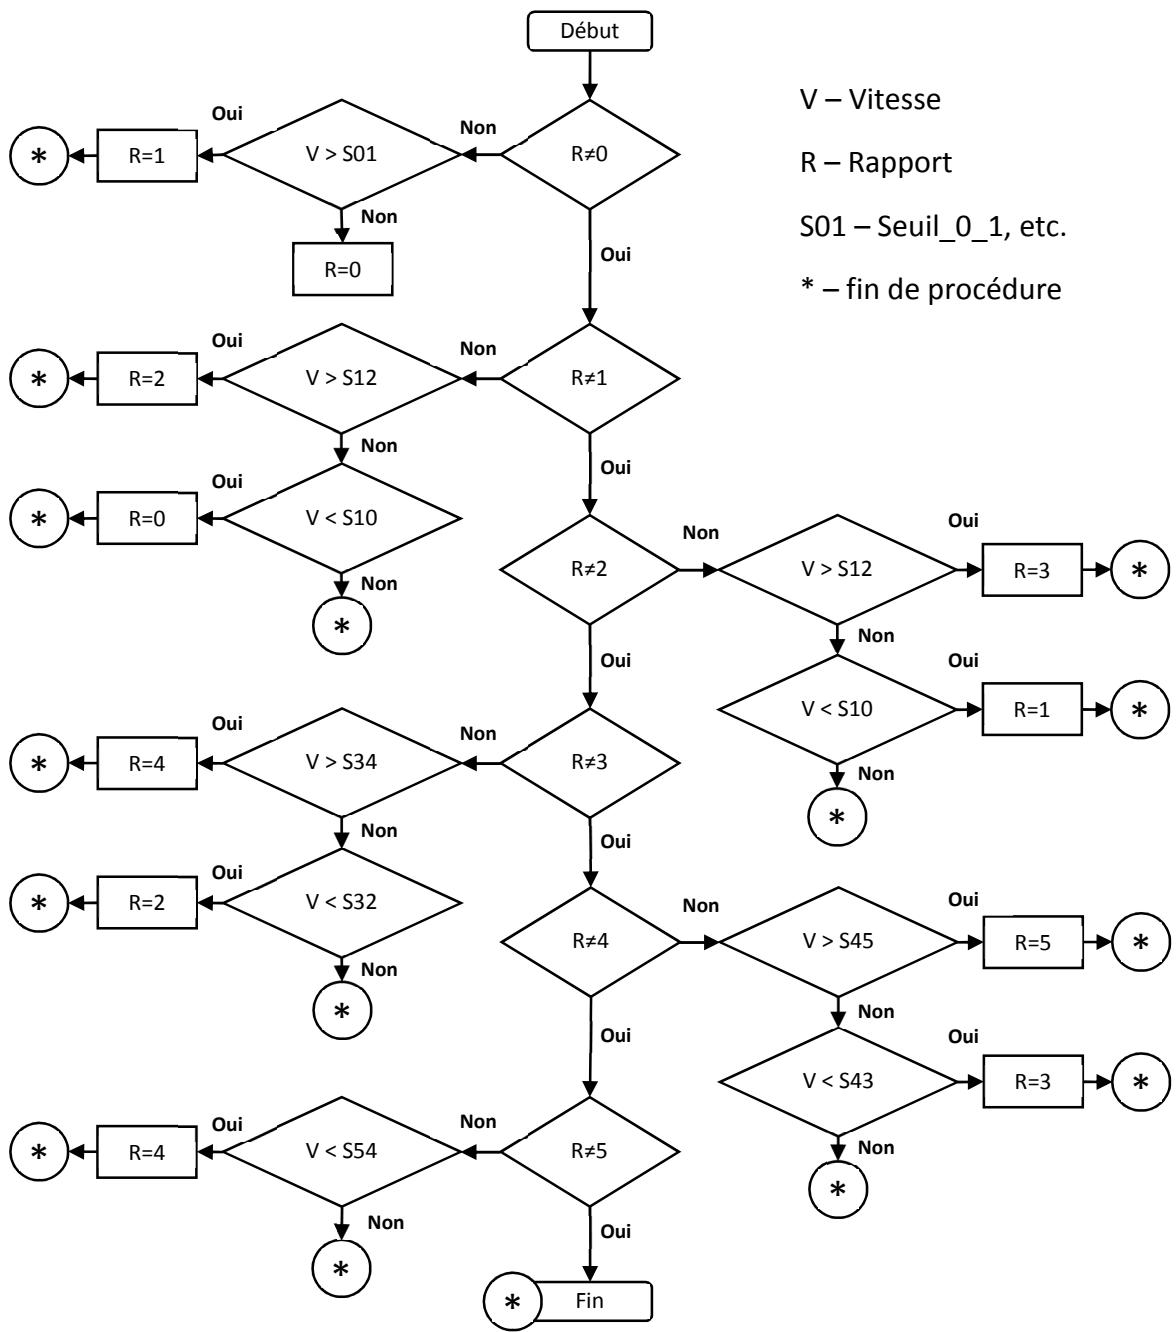 Début
V – Vitesse
R – Rapport
S01 – Seuil_0_1, etc.
* – fin de procédure
* R=1 Oui V > S01 Non R≠0
Non
R=0
Oui
* R=2 Oui V > S12 Non R≠1
Non
Oui
* R=0 Oui V < S10
Non
*
R≠2 Non V > S12 Oui R=3 *
Oui
Non
V < S10 Oui R=1 *
Non
*
* R=4 Oui V > S34 Non R≠3
Non
Oui
* R=2 Oui V < S32
Non
*
R≠4 Non V > S45 Oui R=5 *
Oui
Non
V < S43 Oui R=3 *
Non
*
* R=4 Oui V < S54 Non R≠5
Non
*
Oui
* Fin